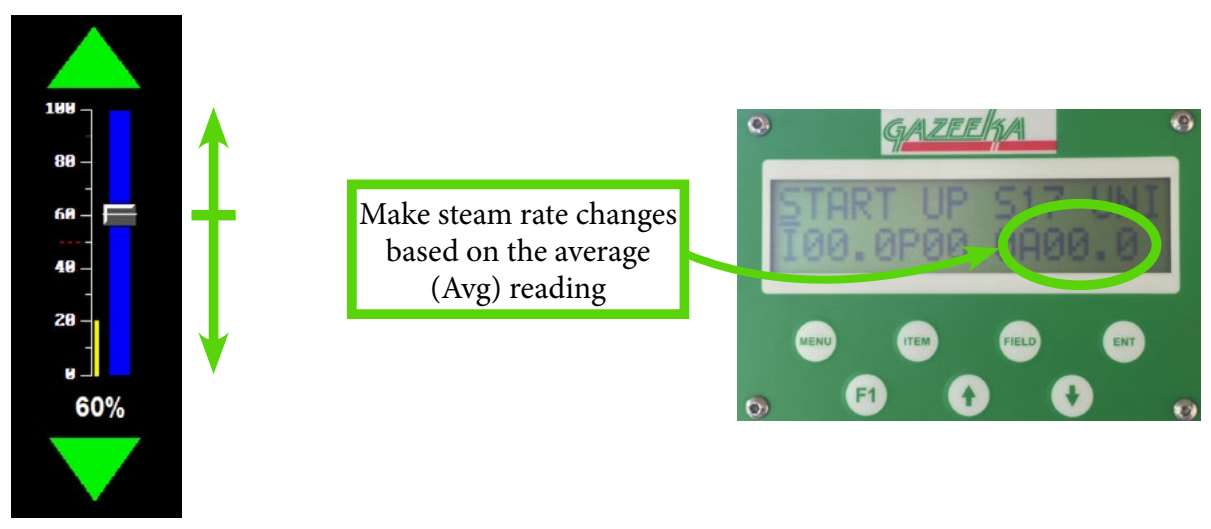 100
80
60
40
20
0
60%
Make steam rate changes
based on the average
(Avg) reading
GAZEEKA
START UP S17 UNI
I00.0P00.0A00.0
MENU
ITEM
FIELD
ENT
F1